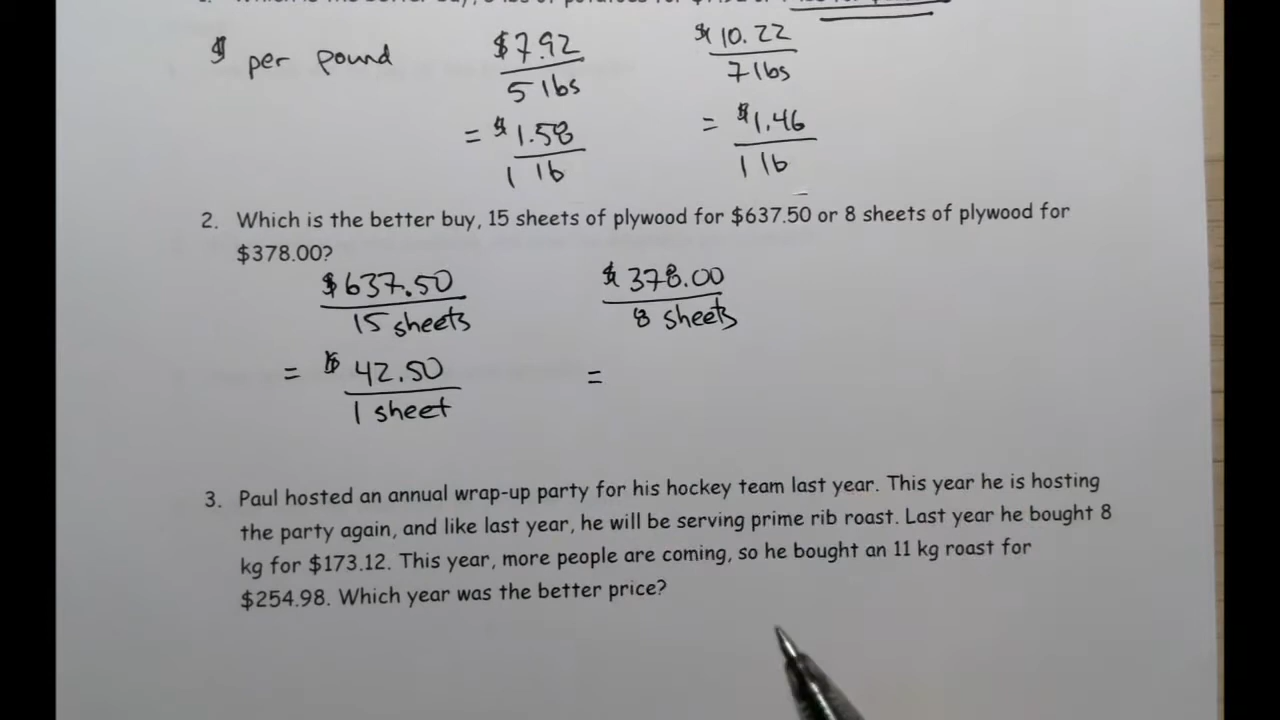 $ per pound
$7.92
5 lbs
$10.22
7 lbs
= $1.58
1 lb
= $1.46
1 lb
2. Which is the better buy, 15 sheets of plywood for $637.50 or 8 sheets of plywood for
$378.00?
$637.50
15 sheets
$378.00
8 sheets
= $42.50
1 sheet
=
3. Paul hosted an annual wrap-up party for his hockey team last year. This year he is hosting
the party again, and like last year, he will be serving prime rib roast. Last year he bought 8
kg for $173.12. This year, more people are coming, so he bought an 11 kg roast for
$254.98. Which year was the better price?